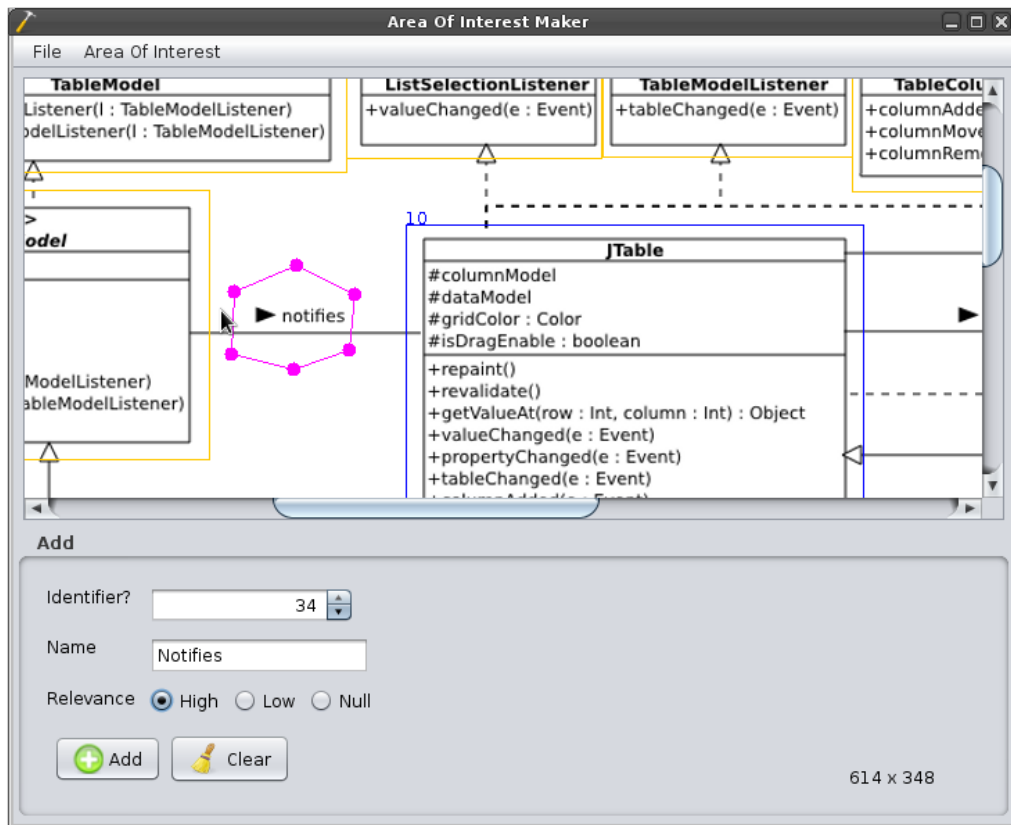 Area Of Interest Maker
File Area Of Interest
TableModel
Listener(l : TableModelListener)
odelListener(l : TableModelListener)
ListSelectionListener
+valueChanged(e : Event)
TableModelListener
+tableChanged(e : Event)
TableColu
+columnAdde
+columnMove
+columnRem
>
odel
ModelListener)
ableModelListener)
notifies
10
JTable
#columnModel
#dataModel
#gridColor : Color
#isDragEnable : boolean
+repaint()
+revalidate()
+getValueAt(row : Int, column : Int) : Object
+valueChanged(e : Event)
+propertyChanged(e : Event)
+tableChanged(e : Event)
+columnAdded(e : Event)
Add
Identifier? 34
Name Notifies
Relevance High Low Null
Add Clear
614 x 348